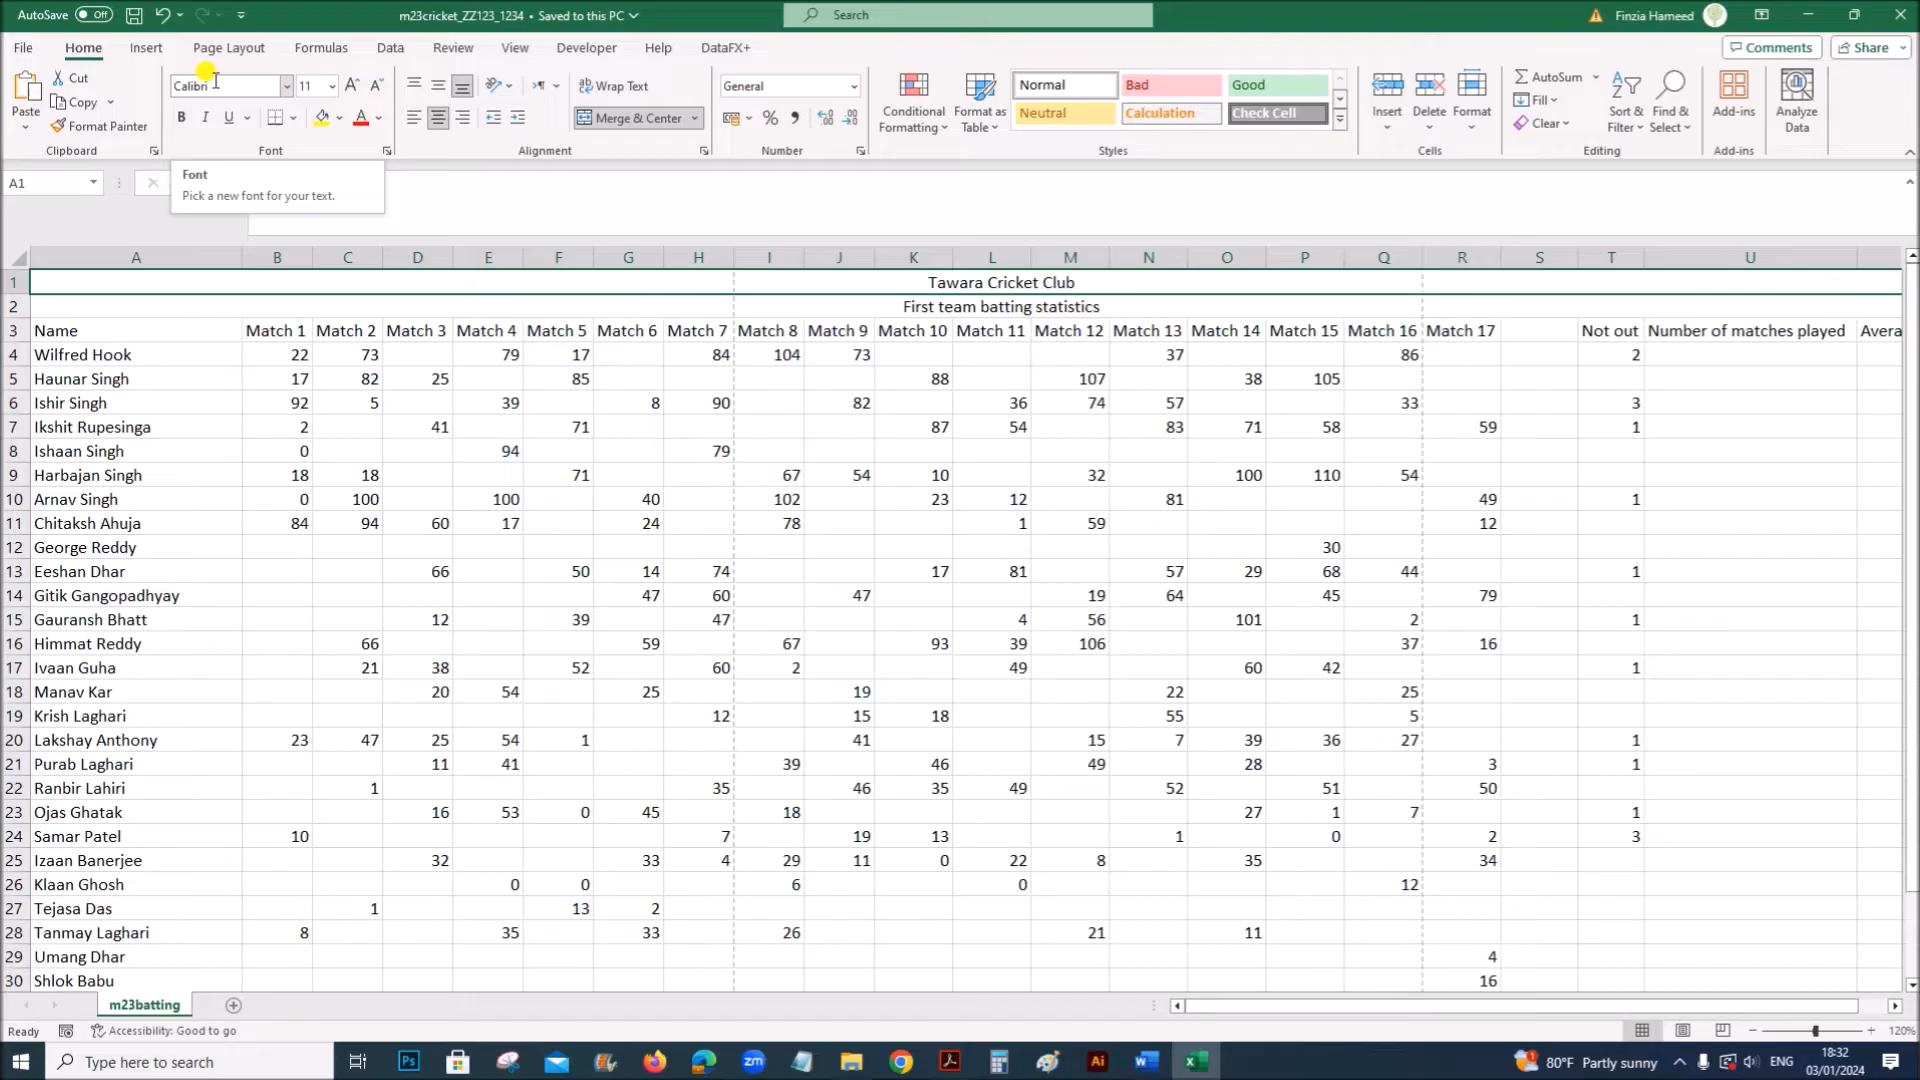 AutoSave Off m23cricket_ZZ123_1234 • Saved to this PC Search Finzia Hameed
File Home Insert Page Layout Formulas Data Review View Developer Help DataFX+ Comments Share
Paste Cut Copy Format Painter Clipboard
Calibri 11 A^ A B I U A Font
Wrap Text Merge & Center Alignment
General % , Number
Conditional Formatting Format as Table Normal Bad Good Neutral Calculation Check Cell Styles
Insert Delete Format Cells
AutoSum Fill Clear Sort & Filter Find & Select Editing
Add-ins Add-ins
Analyze Data
Font
Pick a new font for your text.
A1
A B C D E F G H I J K L M N O P Q R S T U
1 Tawara Cricket Club
2 First team batting statistics
3 Name Match 1 Match 2 Match 3 Match 4 Match 5 Match 6 Match 7 Match 8 Match 9 Match 10 Match 11 Match 12 Match 13 Match 14 Match 15 Match 16 Match 17 Not out Number of matches played Avera
4 Wilfred Hook 22 73 79 17 84 104 73 37 86 2
5 Haunar Singh 17 82 25 85 88 107 38 105
6 Ishir Singh 92 5 39 8 90 82 36 74 57 33 3
7 Ikshit Rupesinga 2 41 71 87 54 83 71 58 59 1
8 Ishaan Singh 0 94 79
9 Harbajan Singh 18 18 71 67 54 10 32 100 110 54
10 Arnav Singh 0 100 100 40 102 23 12 81 49 1
11 Chitaksh Ahuja 84 94 60 17 24 78 1 59 12
12 George Reddy 30
13 Eeshan Dhar 66 50 14 74 17 81 57 29 68 44 1
14 Gitik Gangopadhyay 47 60 47 19 64 45 79
15 Gauransh Bhatt 12 39 47 4 56 101 2 1
16 Himmat Reddy 66 59 67 93 39 106 37 16
17 Ivaan Guha 21 38 52 60 2 49 60 42 1
18 Manav Kar 20 54 25 19 22 25
19 Krish Laghari 12 15 18 55 5
20 Lakshay Anthony 23 47 25 54 1 41 15 7 39 36 27 1
21 Purab Laghari 11 41 39 46 49 28 3 1
22 Ranbir Lahiri 1 35 46 35 49 52 51 50
23 Ojas Ghatak 16 53 0 45 18 27 1 7 1
24 Samar Patel 10 7 19 13 1 0 2 3
25 Izaan Banerjee 32 33 4 29 11 0 22 8 35 34
26 Klaan Ghosh 0 0 6 0 12
27 Tejasa Das 1 13 2
28 Tanmay Laghari 8 35 33 26 21 11
29 Umang Dhar 4
30 Shlok Babu 16
m23batting
Ready Accessibility: Good to go 120%
Type here to search Ps zm Ai W X 80°F Partly sunny ENG 18:32
03/01/2024